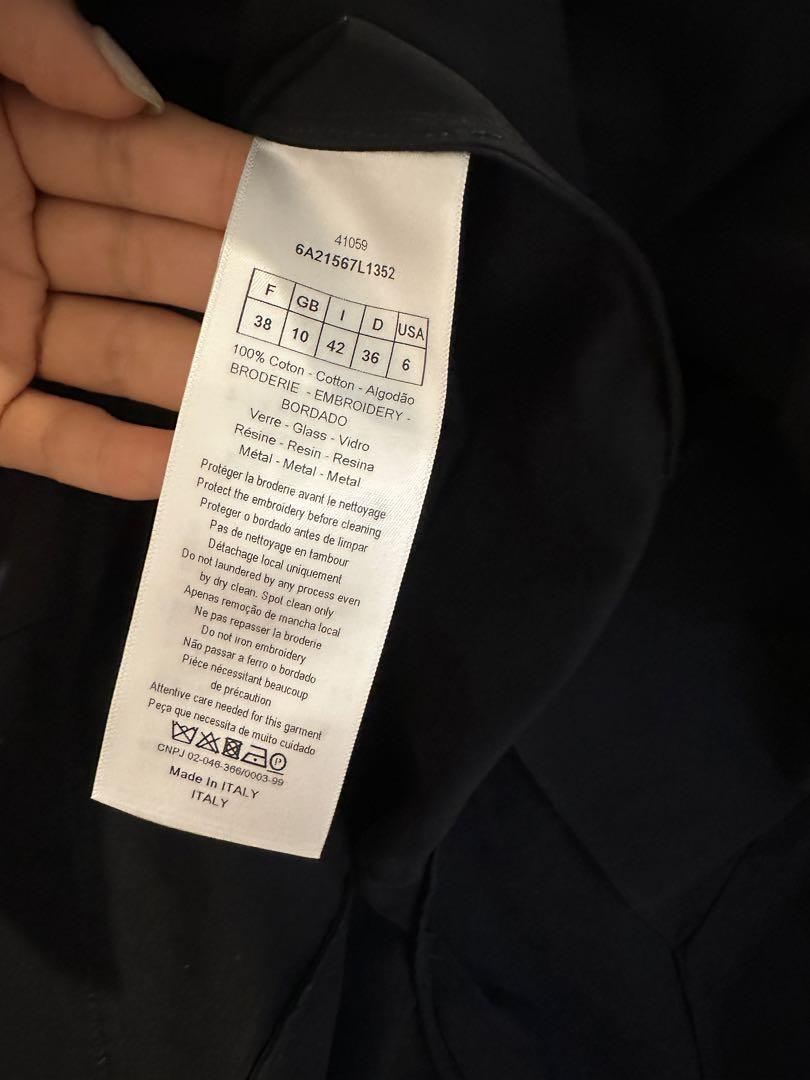 41059
6A21567L1352
F GB I D USA
38 10 42 36 6
100% Coton - Cotton - Algodão
BRODERIE - EMBROIDERY -
BORDADO
Verre - Glass - Vidro
Résine - Resin - Resina
Métal - Metal - Metal
Protéger la broderie avant le nettoyage
Protect the embroidery before cleaning
Proteger o bordado antes de limpar
Pas de nettoyage en tambour
Détachage local uniquement
Do not laundered by any process even
by dry clean. Spot clean only
Apenas remoção de mancha local
Ne pas repasser la broderie
Do not iron embroidery
Não passar a ferro o bordado
Pièce nécessitant beaucoup
de précaution
Attentive care needed for this garment
Peça que necessita de muito cuidado
P
CNPJ 02-046-366/0003-99
Made In ITALY
ITALY